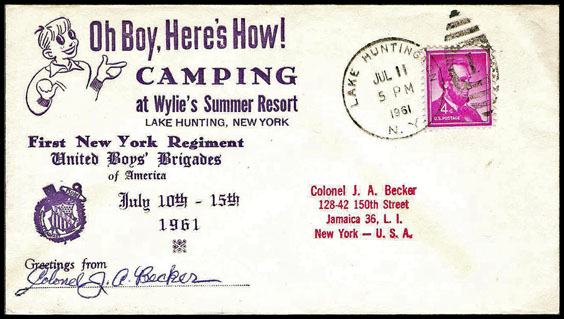 Oh Boy, Here's How!
CAMPING
at Wylie's Summer Resort
LAKE HUNTING, NEW YORK
First New York Regiment
United Boys' Brigades
of America
July 10th - 15th
1961
Greetings from
Colonel J. A. Becker
LAKE HUNTING
JUL 11
5 PM
1961
N. Y.
4¢
U.S. POSTAGE
Colonel J. A. Becker
128-42 150th Street
Jamaica 36, L. I.
New York — U. S. A.